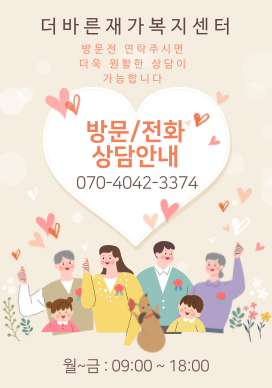 더바른재가복지센터
방문전 연락주시면
더욱 원활한 상담이
가능합니다
방문/전화
상담안내
070-4042-3374
월~금 : 09:00 ~ 18:00